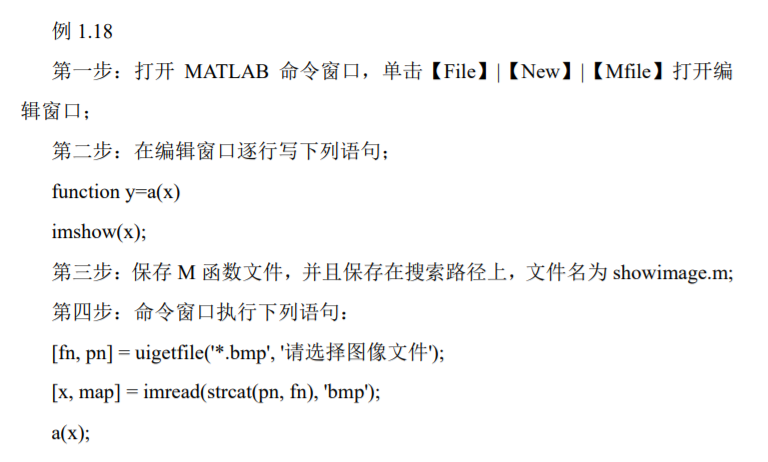 例 1.18
第一步：打开 MATLAB 命令窗口，单击【File】|【New】|【Mfile】打开编
辑窗口；
第二步：在编辑窗口逐行写下列语句；
function y=a(x)
imshow(x);
第三步：保存 M 函数文件，并且保存在搜索路径上，文件名为 showimage.m;
第四步：命令窗口执行下列语句：
[fn, pn] = uigetfile('*.bmp', '请选择图像文件');
[x, map] = imread(strcat(pn, fn), 'bmp');
a(x);